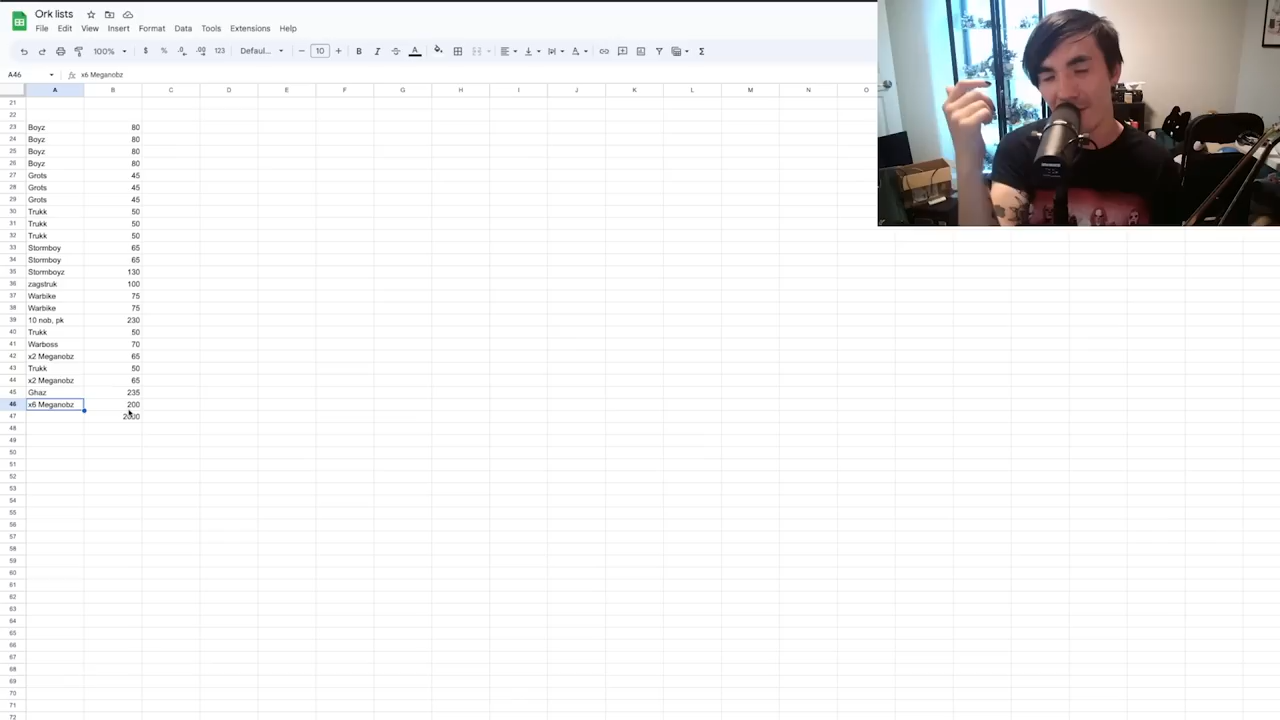 Ork lists
File Edit View Insert Format Data Tools Extensions Help
100% $ % .0 .00 123 Defaul... 10 B I A
A46 fx x6 Meganobz
A B C D E F G H I J K L M N O
21
22
23 Boyz 80
24 Boyz 80
25 Boyz 80
26 Boyz 80
27 Grots 45
28 Grots 45
29 Grots 45
30 Trukk 50
31 Trukk 50
32 Trukk 50
33 Stormboy 65
34 Stormboy 65
35 Stormboyz 130
36 zagstruk 100
37 Warbike 75
38 Warbike 75
39 10 nob, pk 230
40 Trukk 50
41 Warboss 70
42 x2 Meganobz 65
43 Trukk 50
44 x2 Meganobz 65
45 Ghaz 235
46 x6 Meganobz 200
47 2000
48
49
50
51
52
53
54
55
56
57
58
59
60
61
62
63
64
65
66
67
68
69
70
71
72